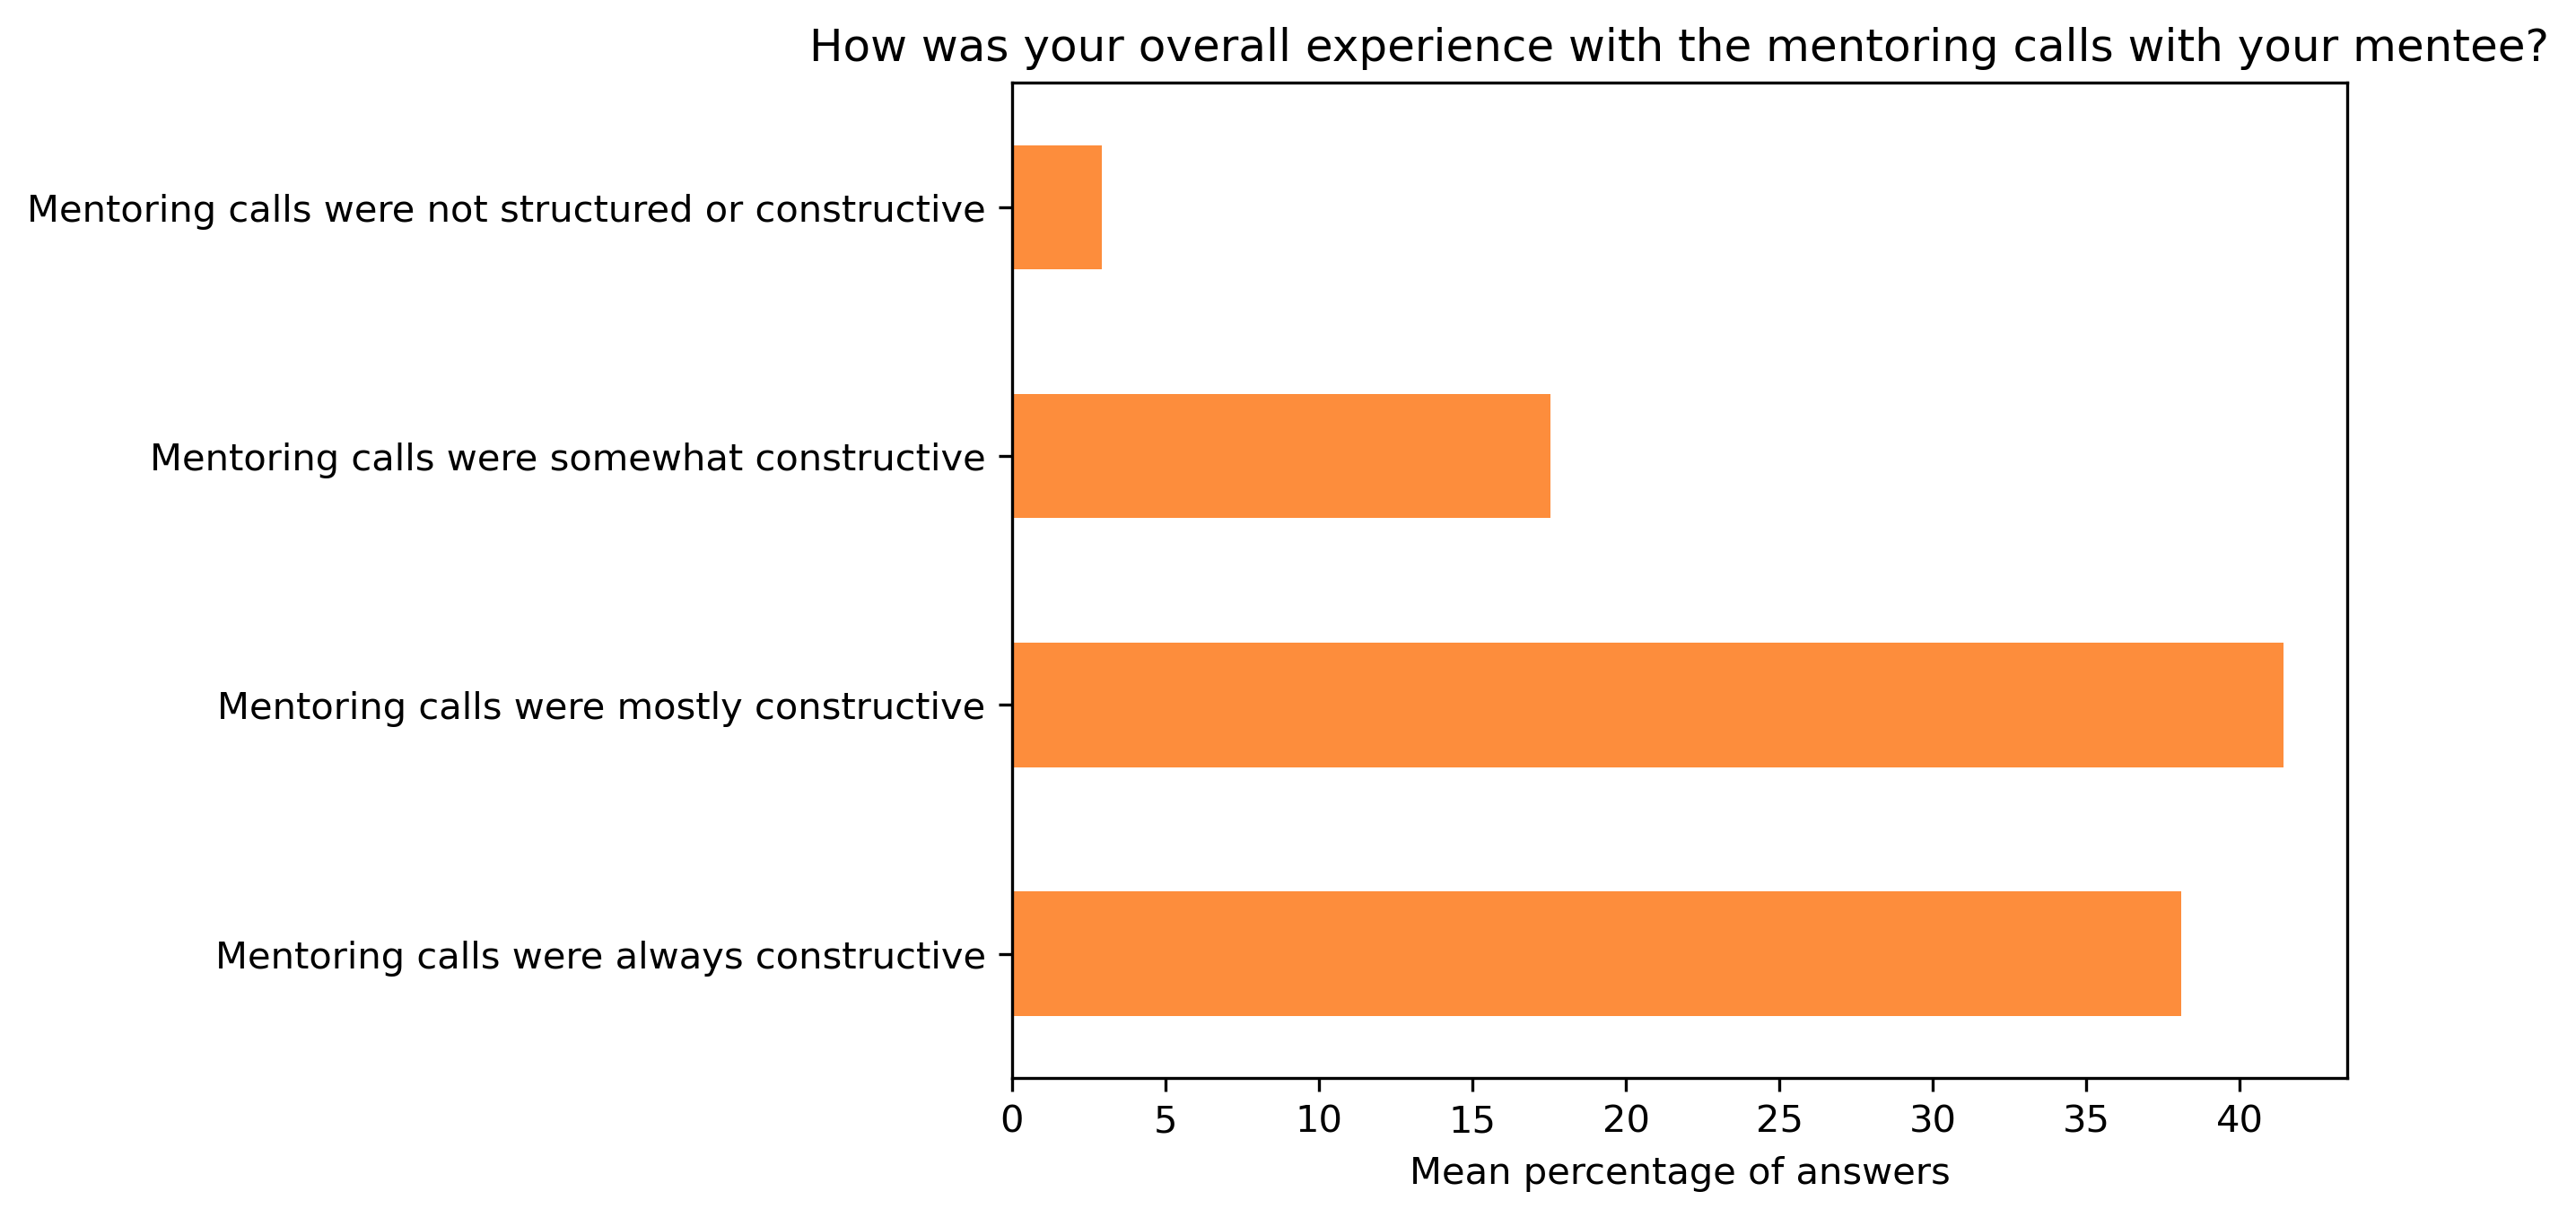 How was your overall experience with the mentoring calls with your mentee?
Mentoring calls were not structured or constructive
Mentoring calls were somewhat constructive
Mentoring calls were mostly constructive
Mentoring calls were always constructive
0 5 10 15 20 25 30 35 40
Mean percentage of answers